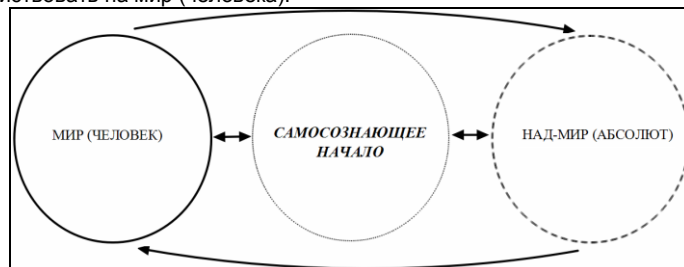 на мир (человека).
МИР (ЧЕЛОВЕК)
САМОСОЗНАЮЩЕЕ
НАЧАЛО
НАД-МИР (АБСОЛЮТ)